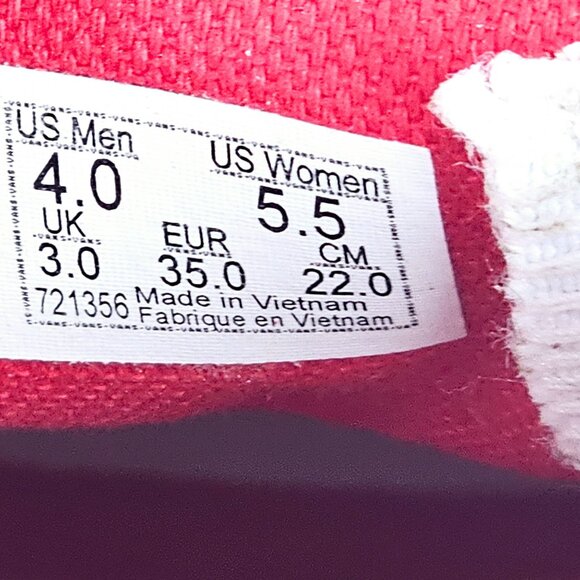 US Men US Women
4.0 5.5
UK EUR CM
3.0 35.0 22.0
721356 Made in Vietnam
Fabrique en Vietnam